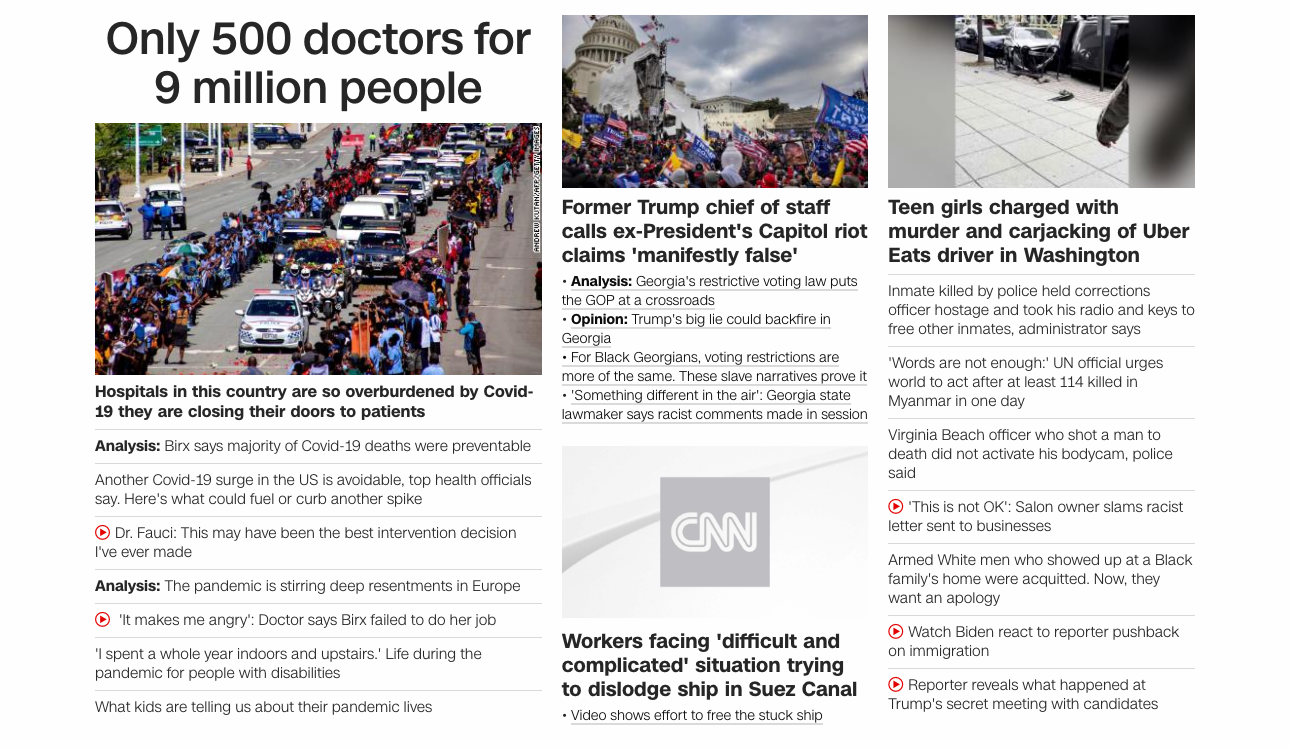 Only 500 doctors for
9 million people
ANDREW KUTAN/AFP/GETTY IMAGES
Hospitals in this country are so overburdened by Covid-
19 they are closing their doors to patients
Analysis: Birx says majority of Covid-19 deaths were preventable
Another Covid-19 surge in the US is avoidable, top health officials
say. Here's what could fuel or curb another spike
Dr. Fauci: This may have been the best intervention decision
I've ever made
Analysis: The pandemic is stirring deep resentments in Europe
'It makes me angry': Doctor says Birx failed to do her job
'I spent a whole year indoors and upstairs.' Life during the
pandemic for people with disabilities
What kids are telling us about their pandemic lives
Former Trump chief of staff
calls ex-President's Capitol riot
claims 'manifestly false'
• Analysis: Georgia's restrictive voting law puts
the GOP at a crossroads
• Opinion: Trump's big lie could backfire in
Georgia
• For Black Georgians, voting restrictions are
more of the same. These slave narratives prove it
• 'Something different in the air': Georgia state
lawmaker says racist comments made in session
CNN
Workers facing 'difficult and
complicated' situation trying
to dislodge ship in Suez Canal
• Video shows effort to free the stuck ship
Teen girls charged with
murder and carjacking of Uber
Eats driver in Washington
Inmate killed by police held corrections
officer hostage and took his radio and keys to
free other inmates, administrator says
'Words are not enough:' UN official urges
world to act after at least 114 killed in
Myanmar in one day
Virginia Beach officer who shot a man to
death did not activate his bodycam, police
said
'This is not OK': Salon owner slams racist
letter sent to businesses
Armed White men who showed up at a Black
family's home were acquitted. Now, they
want an apology
Watch Biden react to reporter pushback
on immigration
Reporter reveals what happened at
Trump's secret meeting with candidates